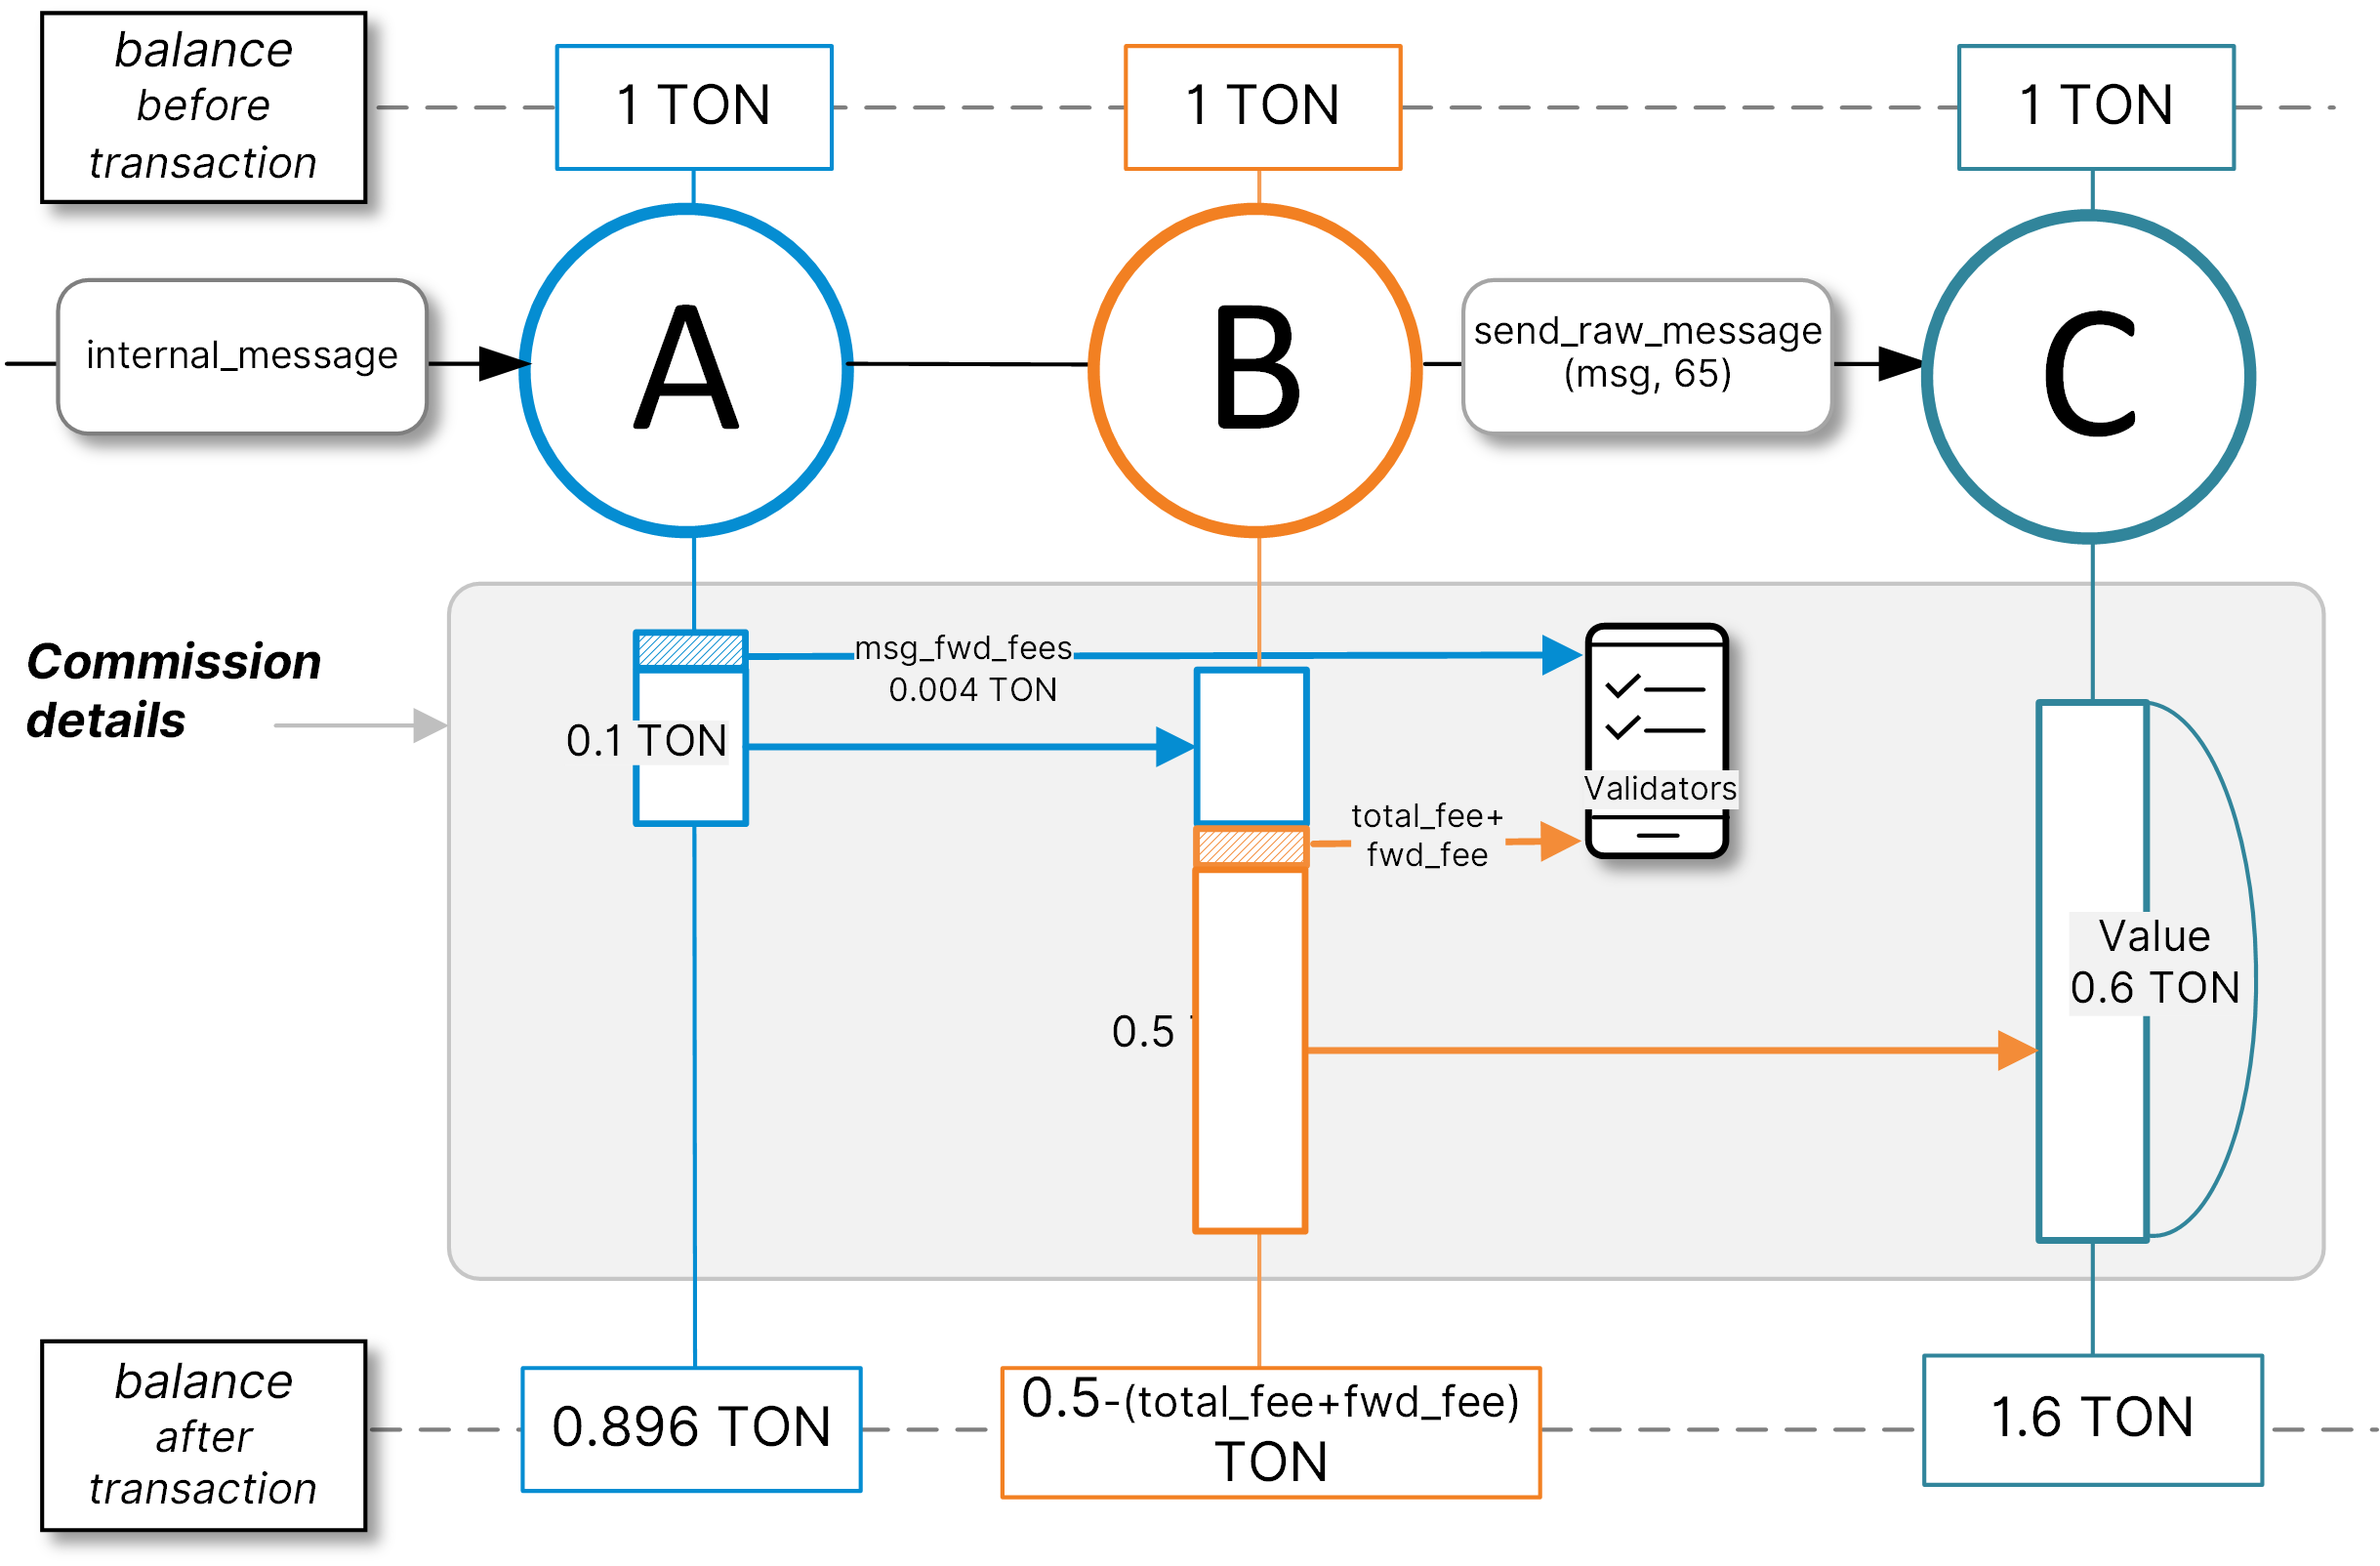 balance
before
transaction
1 TON
1 TON
1 TON
internal_message
A
B
send_raw_message
(msg, 65)
C
Commission
details
msg_fwd_fees
0.004 TON
0.1 TON
Validators
total_fee+
fwd_fee
Value
0.6 TON
0.5
balance
after
transaction
0.896 TON
0.5-(total_fee+fwd_fee)
TON
1.6 TON